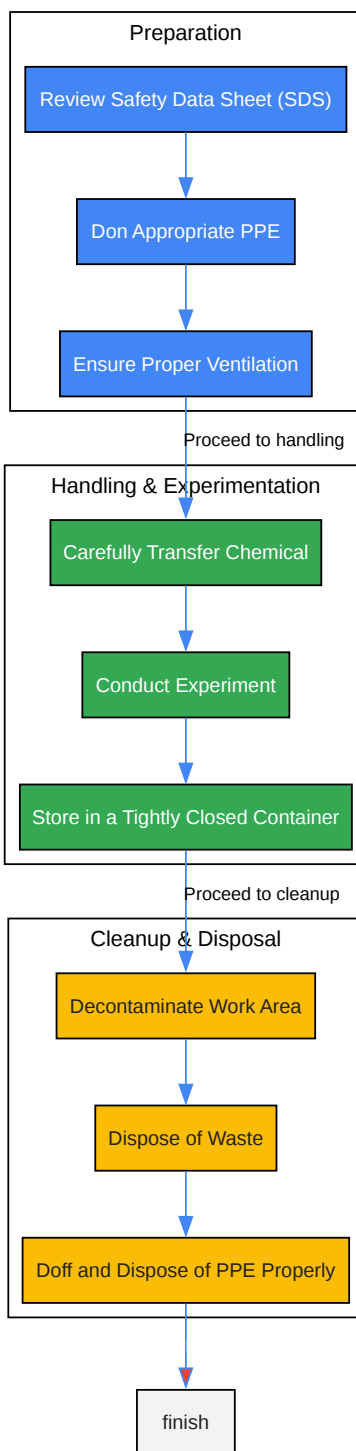 Preparation
Review Safety Data Sheet (SDS)
Don Appropriate PPE
Ensure Proper Ventilation
Proceed to handling
Handling & Experimentation
Carefully Transfer Chemical
Conduct Experiment
Store in a Tightly Closed Container
Proceed to cleanup
Cleanup & Disposal
Decontaminate Work Area
Dispose of Waste
Doff and Dispose of PPE Properly
finish